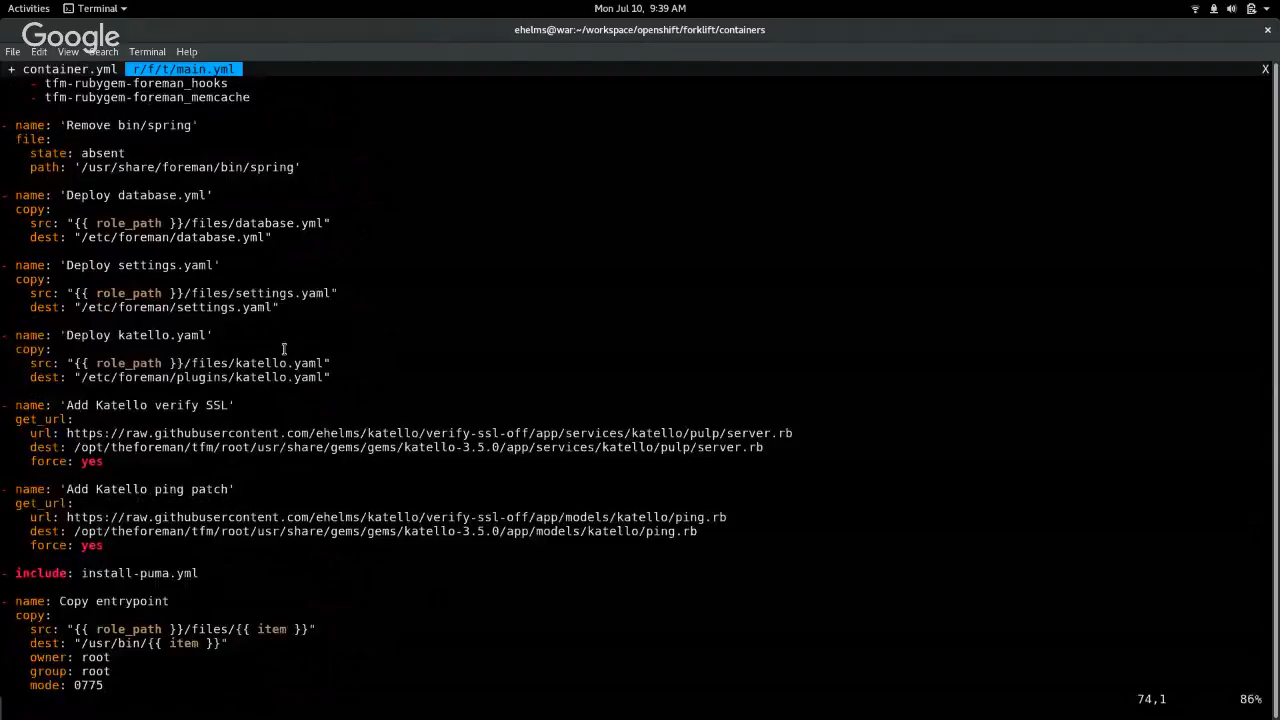 Activities Terminal Mon Jul 10, 9:39 AM
Google
ehelms@war:~/workspace/openshift/forklift/containers ×
File Edit View Search Terminal Help
+ container.yml r/f/t/main.yml X
- tfm-rubygem-foreman_hooks
- tfm-rubygem-foreman_memcache
- name: 'Remove bin/spring'
file:
state: absent
path: '/usr/share/foreman/bin/spring'
- name: 'Deploy database.yml'
copy:
src: "{{ role_path }}/files/database.yml"
dest: "/etc/foreman/database.yml"
- name: 'Deploy settings.yaml'
copy:
src: "{{ role_path }}/files/settings.yaml"
dest: "/etc/foreman/settings.yaml"
- name: 'Deploy katello.yaml'
copy:
src: "{{ role_path }}/files/katello.yaml"
dest: "/etc/foreman/plugins/katello.yaml"
- name: 'Add Katello verify SSL'
get_url:
url: https://raw.githubusercontent.com/ehelms/katello/verify-ssl-off/app/services/katello/pulp/server.rb
dest: /opt/theforeman/tfm/root/usr/share/gems/gems/katello-3.5.0/app/services/katello/pulp/server.rb
force: yes
- name: 'Add Katello ping patch'
get_url:
url: https://raw.githubusercontent.com/ehelms/katello/verify-ssl-off/app/models/katello/ping.rb
dest: /opt/theforeman/tfm/root/usr/share/gems/gems/katello-3.5.0/app/models/katello/ping.rb
force: yes
- include: install-puma.yml
- name: Copy entrypoint
copy:
src: "{{ role_path }}/files/{{ item }}"
dest: "/usr/bin/{{ item }}"
owner: root
group: root
mode: 0775
74,1 86%